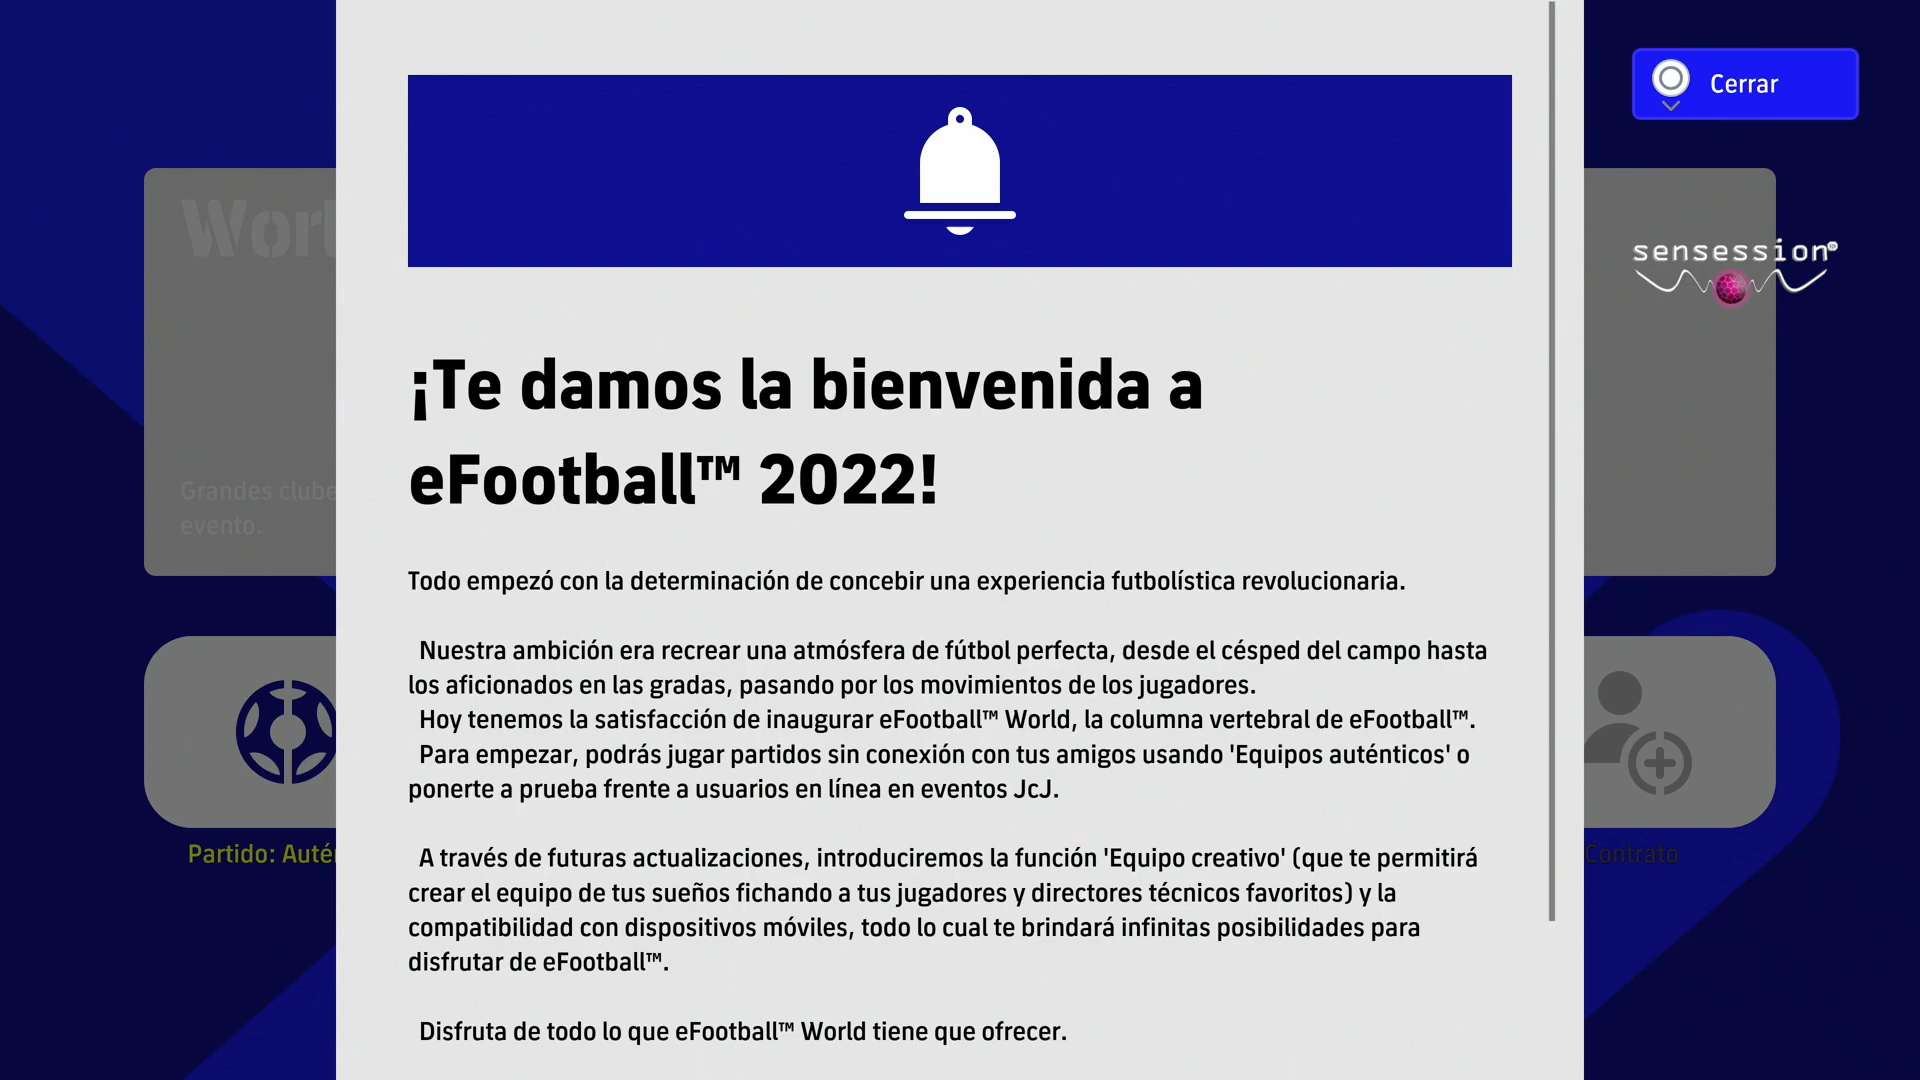 Cerrar
Worl
sensession
¡Te damos la bienvenida a
eFootball™ 2022!
Grandes clube
evento.
Todo empezó con la determinación de concebir una experiencia futbolística revolucionaria.
Nuestra ambición era recrear una atmósfera de fútbol perfecta, desde el césped del campo hasta
los aficionados en las gradas, pasando por los movimientos de los jugadores.
Hoy tenemos la satisfacción de inaugurar eFootball™ World, la columna vertebral de eFootball™.
Para empezar, podrás jugar partidos sin conexión con tus amigos usando 'Equipos auténticos' o
ponerte a prueba frente a usuarios en línea en eventos JcJ.
Partido: Auté
Contrato
A través de futuras actualizaciones, introduciremos la función 'Equipo creativo' (que te permitirá
crear el equipo de tus sueños fichando a tus jugadores y directores técnicos favoritos) y la
compatibilidad con dispositivos móviles, todo lo cual te brindará infinitas posibilidades para
disfrutar de eFootball™.
Disfruta de todo lo que eFootball™ World tiene que ofrecer.